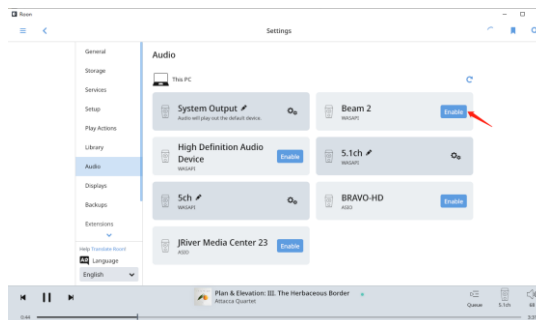 Roon
Settings
General
Storage
Services
Setup
Play Actions
Library
Audio
Displays
Backups
Extensions
Help Translate Roon!
Language
English
Audio
This PC
System Output
Audio will play out the default device.
Beam 2
WASAPI
Enable
High Definition Audio
Device
WASAPI
Enable
5.1ch
WASAPI
5ch
WASAPI
BRAVO-HD
ASIO
Enable
JRiver Media Center 23
ASIO
Enable
Plan & Elevation: III. The Herbaceous Border
Attacca Quartet
Queue
5.1ch
0:44